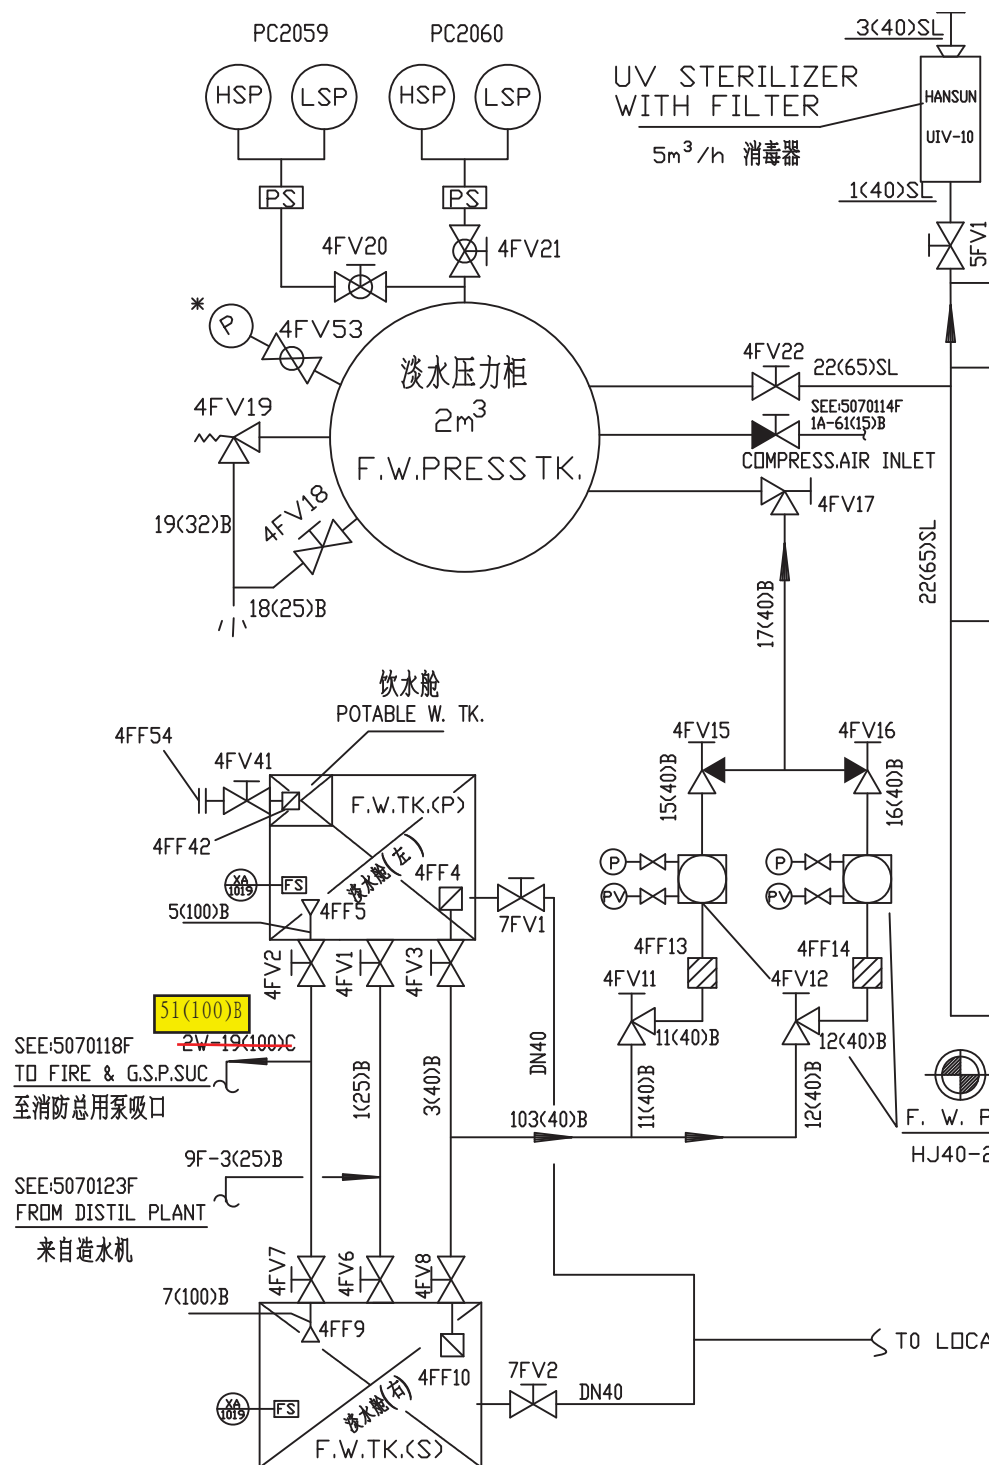 PC2059
PC2060
HSP
LSP
HSP
LSP
PS
PS
4FV20
4FV21
3(40)SL
UV STERILIZER
WITH FILTER
5m³/h 消毒器
HANSUN
UIV-10
1(40)SL
5FV1
*
P
4FV53
4FV19
淡水压力柜
2m³
F.W.PRESS TK.
4FV22
22(65)SL
SEE:5070114F
1A-61(15)B
COMPRESS.AIR INLET
4FV17
19(32)B
4FV18
18(25)B
17(40)B
22(65)SL
饮水舱
POTABLE W. TK.
4FF54
4FV41
F.W.TK.(P)
4FF42
淡水舱(左)
XA
1019
FS
4FF4
5(100)B
4FF5
7FV1
4FV2
4FV1
4FV3
4FV15
4FV16
15(40)B
16(40)B
P
PV
P
PV
4FF13
4FF14
4FV11
4FV12
11(40)B
12(40)B
11(40)B
12(40)B
51(100)B
2W-19(100)C
SEE:5070118F
TO FIRE & G.S.P.SUC
至消防总用泵吸口
1(25)B
3(40)B
DN40
103(40)B
F. W. P
HJ40-2
9F-3(25)B
SEE:5070123F
FROM DISTIL PLANT
来自造水机
4FV7
4FV6
4FV8
7(100)B
4FF9
4FF10
7FV2
DN40
TO LOCA
XA
1019
FS
淡水舱(右)
F.W.TK.(S)